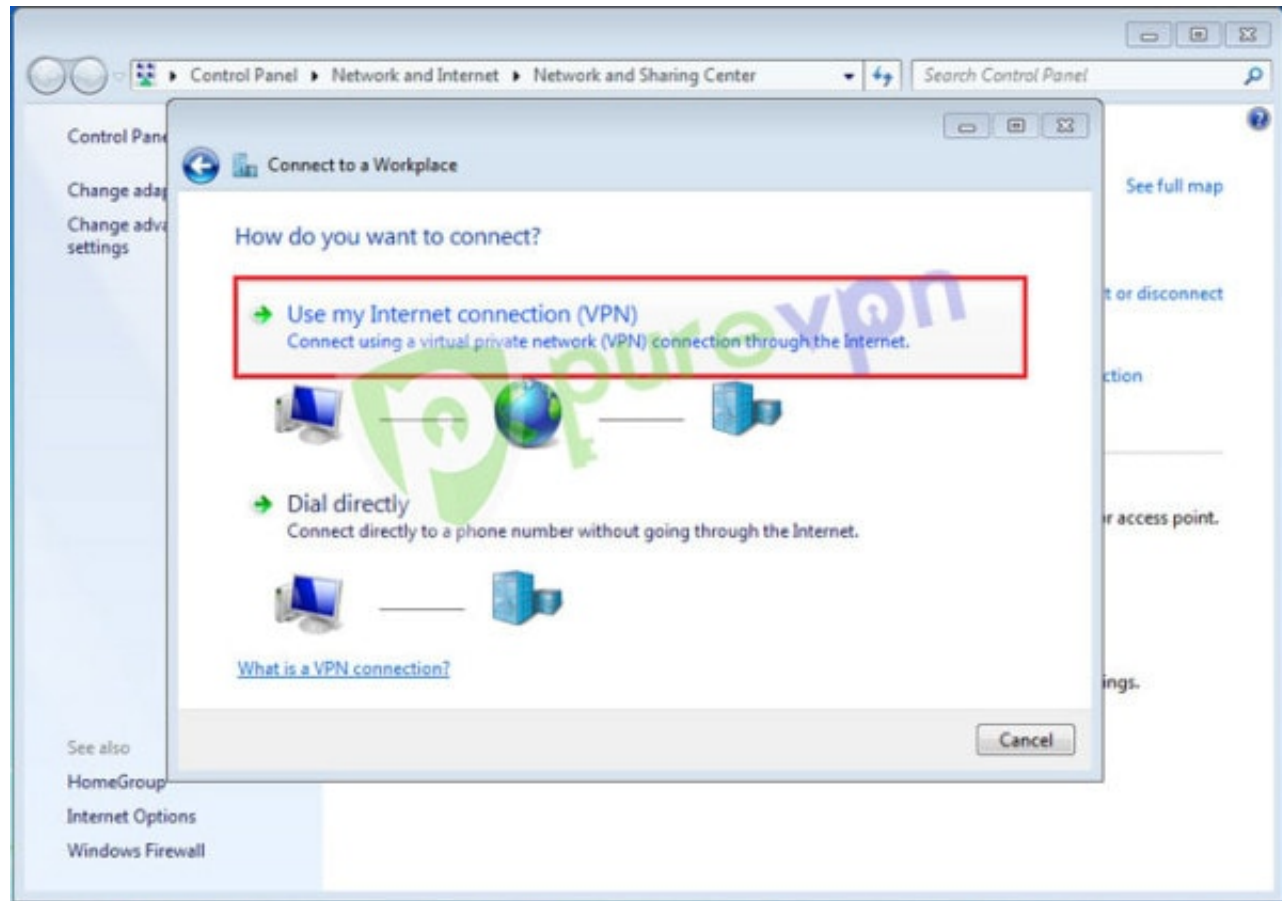 Control Panel ▸ Network and Internet ▸ Network and Sharing Center
Search Control Panel
Control Pane
Change adap
Change adva
settings
See also
HomeGroup
Internet Options
Windows Firewall
Connect to a Workplace
How do you want to connect?
Use my Internet connection (VPN)
Connect using a virtual private network (VPN) connection through the Internet.
purevpn
Dial directly
Connect directly to a phone number without going through the Internet.
What is a VPN connection?
Cancel
See full map
t or disconnect
ction
r access point.
ings.